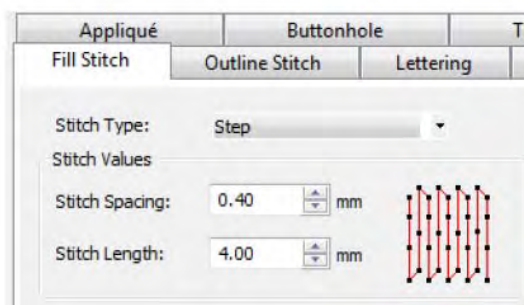 Appliqué Buttonhole T
Fill Stitch Outline Stitch Lettering
Stitch Type: Step
Stitch Values
Stitch Spacing: 0.40 mm
Stitch Length: 4.00 mm